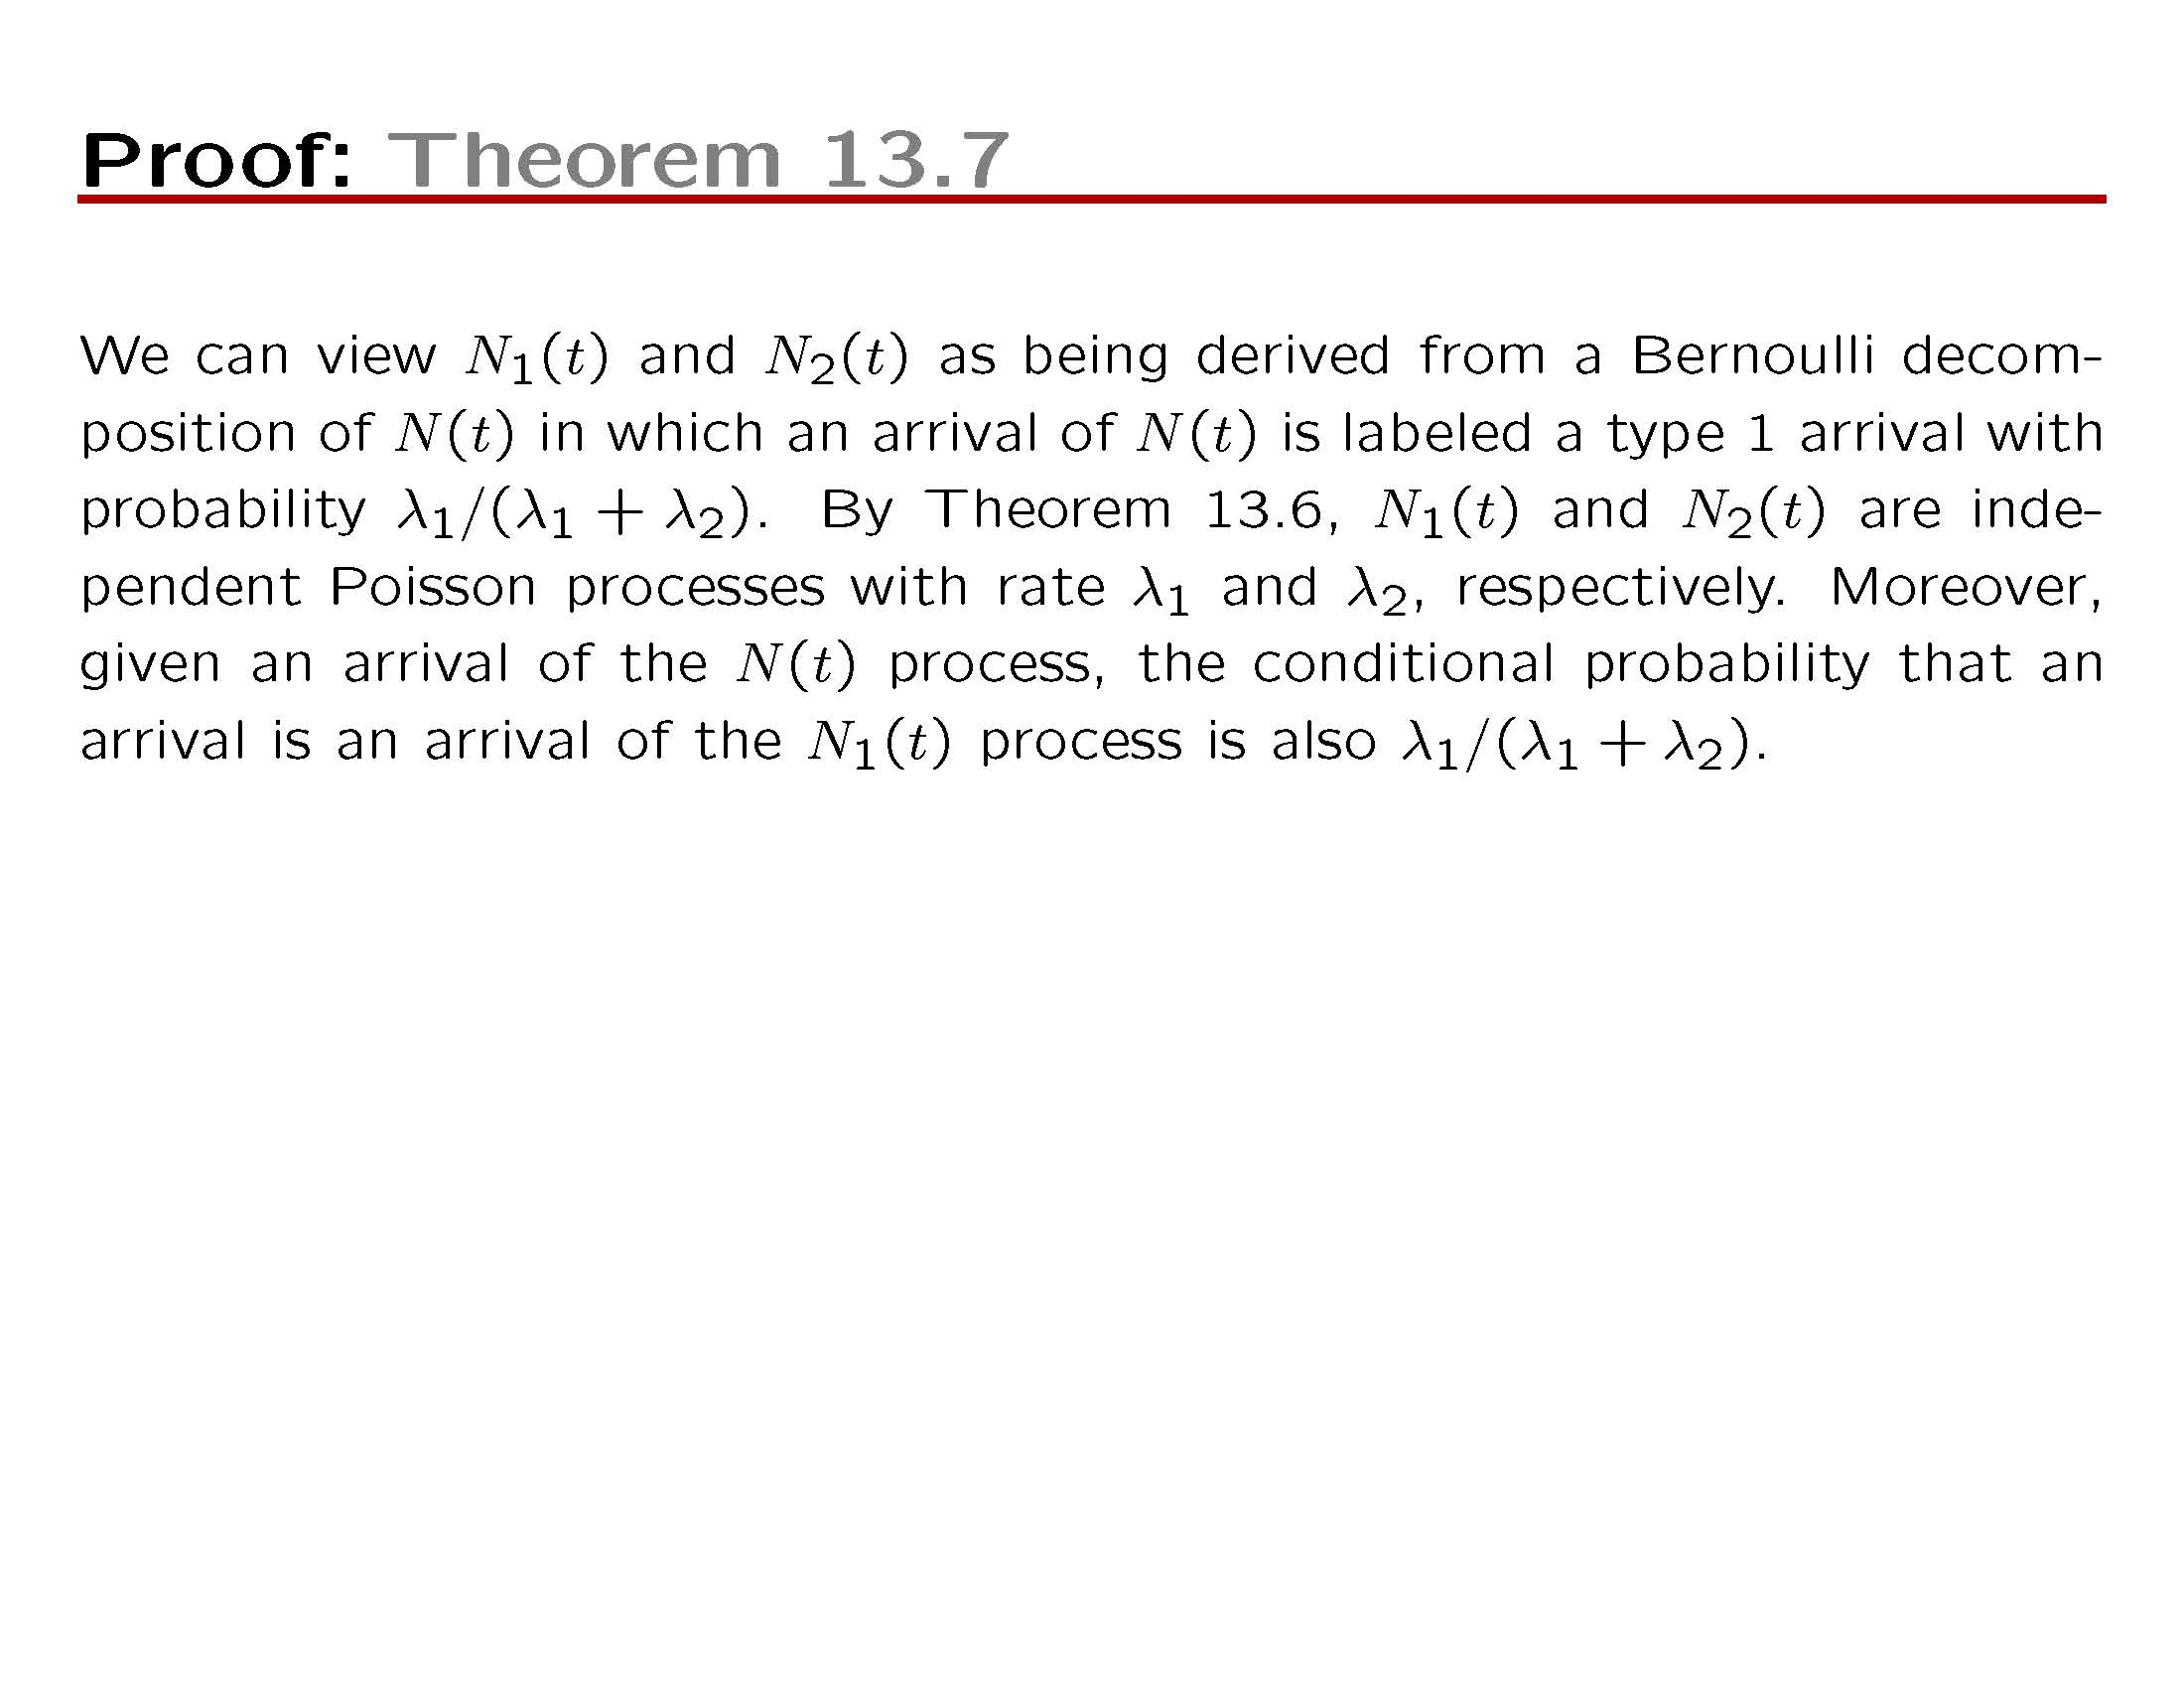 Proof: Theorem 13.7
We can view N₁(t) and N₂(t) as being derived from a Bernoulli decom-
position of N(t) in which an arrival of N(t) is labeled a type 1 arrival with
probability λ₁/(λ₁ + λ₂). By Theorem 13.6, N₁(t) and N₂(t) are inde-
pendent Poisson processes with rate λ₁ and λ₂, respectively. Moreover,
given an arrival of the N(t) process, the conditional probability that an
arrival is an arrival of the N₁(t) process is also λ₁/(λ₁ + λ₂).